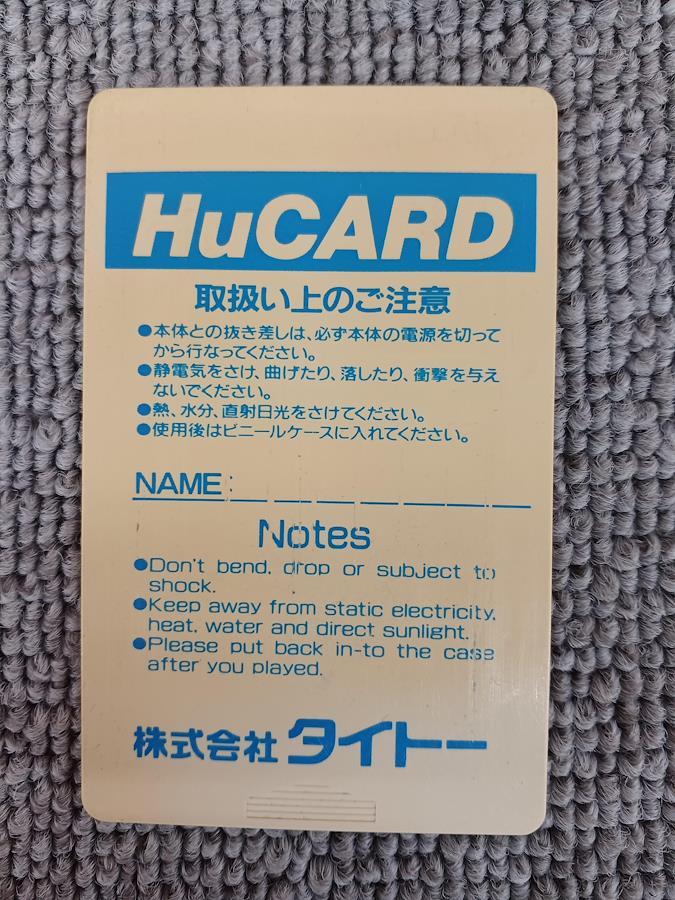 HuCARD
取扱い上のご注意
●本体との抜き差しは、必ず本体の電源を切って
から行なってください。
●静電気をさけ、曲げたり、落したり、衝撃を与え
ないでください。
●熱、水分、直射日光をさけてください。
●使用後はビニールケースに入れてください。
NAME:
Notes
●Don't bend, drop or subject to
shock.
●Keep away from static electricity,
heat, water and direct sunlight.
●Please put back in-to the case
after you played.
株式会社タイトー